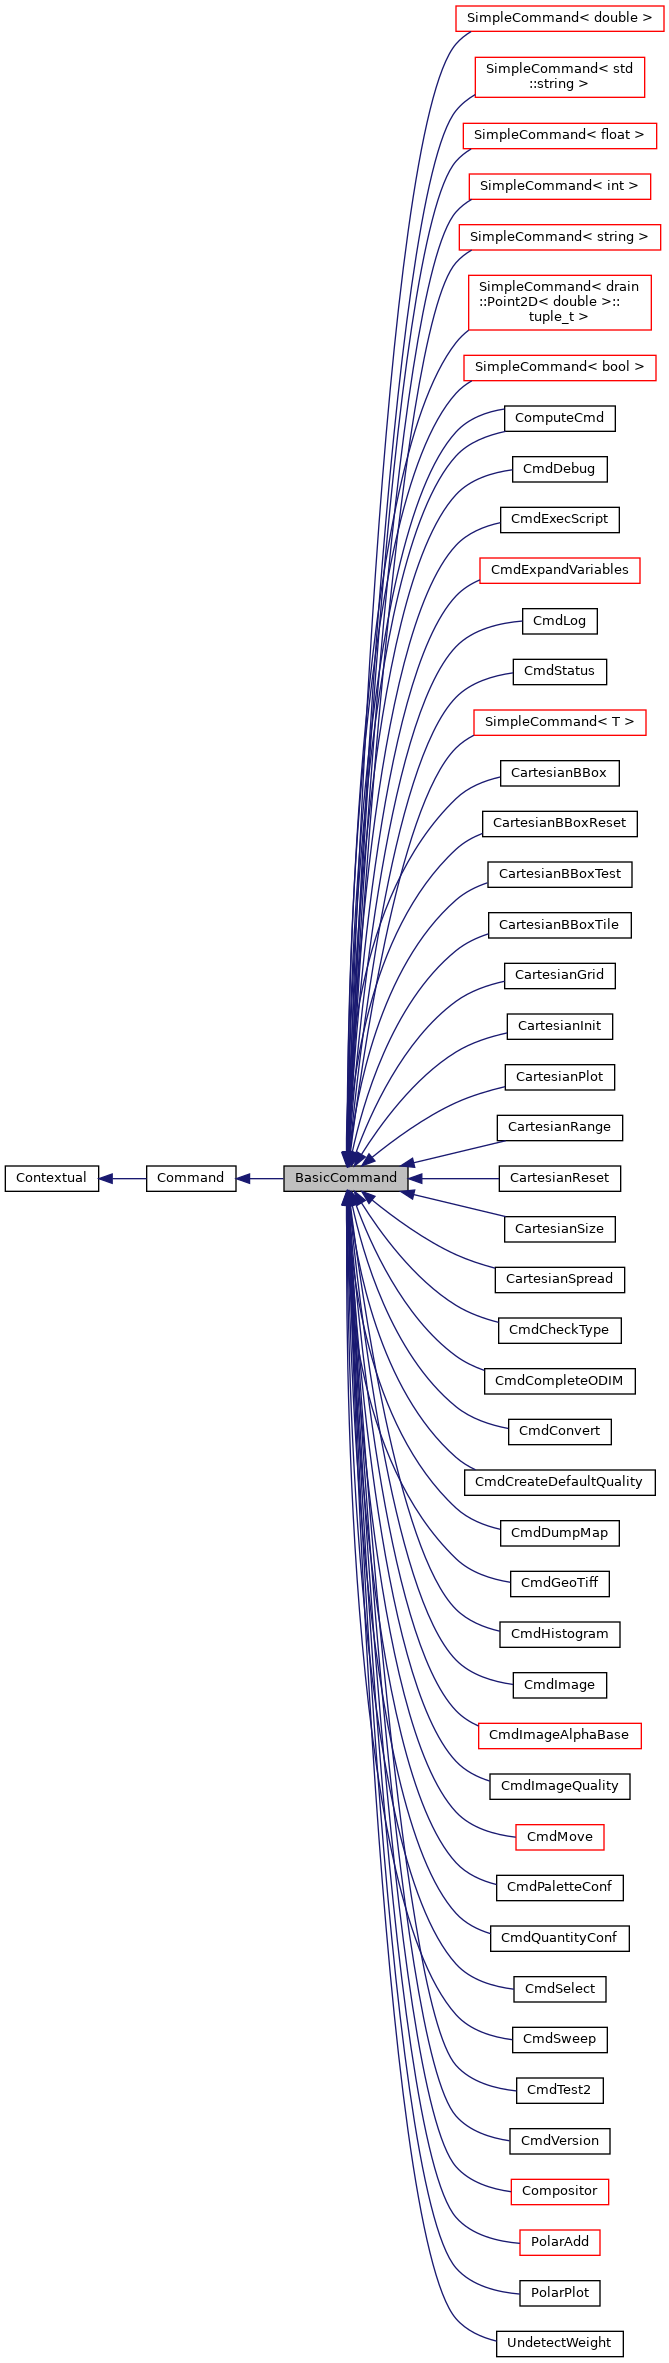 SimpleCommand< double >
SimpleCommand< std
::string >
SimpleCommand< float >
SimpleCommand< int >
SimpleCommand< string >
SimpleCommand< drain
::Point2D< double >::
tuple_t >
SimpleCommand< bool >
ComputeCmd
CmdDebug
CmdExecScript
CmdExpandVariables
CmdLog
CmdStatus
SimpleCommand< T >
CartesianBBox
CartesianBBoxReset
CartesianBBoxTest
CartesianBBoxTile
CartesianGrid
CartesianInit
CartesianPlot
CartesianRange
Contextual
Command
BasicCommand
CartesianReset
CartesianSize
CartesianSpread
CmdCheckType
CmdCompleteODIM
CmdConvert
CmdCreateDefaultQuality
CmdDumpMap
CmdGeoTiff
CmdHistogram
CmdImage
CmdImageAlphaBase
CmdImageQuality
CmdMove
CmdPaletteConf
CmdQuantityConf
CmdSelect
CmdSweep
CmdTest2
CmdVersion
Compositor
PolarAdd
PolarPlot
UndetectWeight